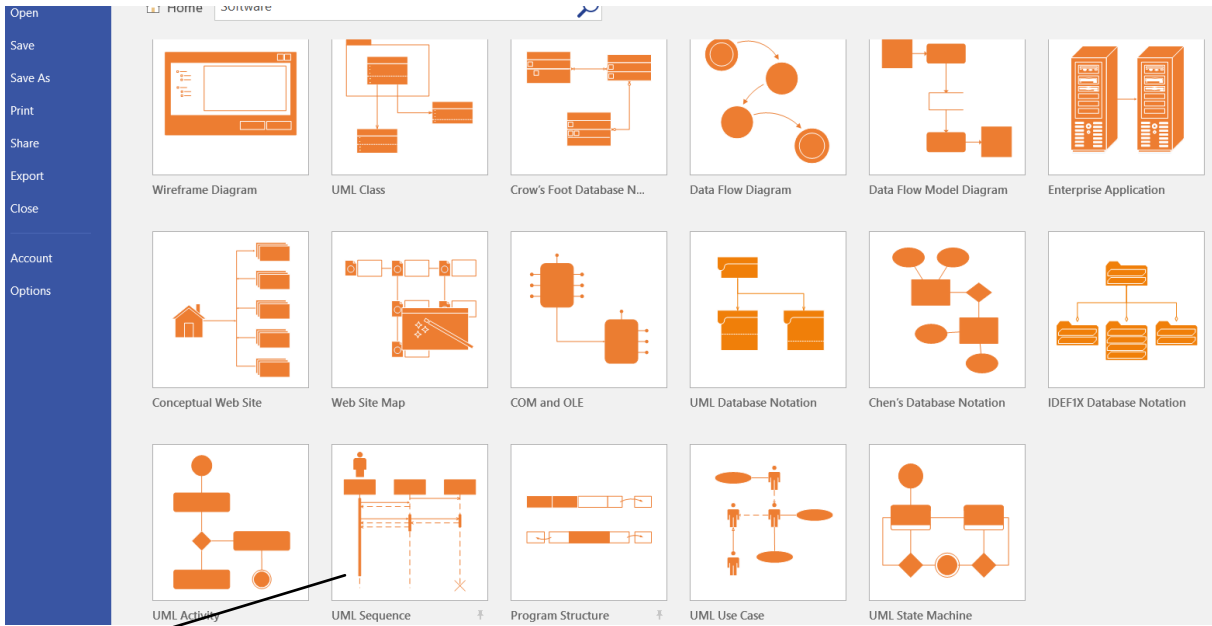 Open
Home Software
Save
Save As
Print
Share
Export
Close
Account
Options
Wireframe Diagram
UML Class
Crow's Foot Database N...
Data Flow Diagram
Data Flow Model Diagram
Enterprise Application
Conceptual Web Site
Web Site Map
COM and OLE
UML Database Notation
Chen's Database Notation
IDEF1X Database Notation
UML Activity
UML Sequence
Program Structure
UML Use Case
UML State Machine